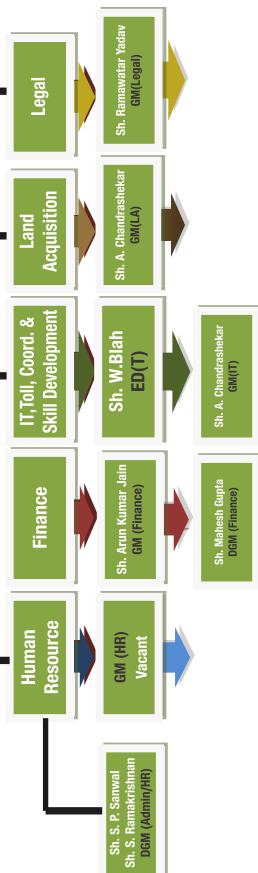 Human
Resource
Finance
IT,Toll, Coord. &
Skill Development
Land
Acquisition
Legal
GM (HR)
Vacant
Sh. Arun Kumar Jain
GM (Finance)
Sh. W.Blah
ED(T)
Sh. A. Chandrashekar
GM(LA)
Sh. Ramawatar Yadav
GM(Legal)
Sh. S. P. Sanwal
Sh. S. Ramakrishnan
DGM (Admin/HR)
Sh. Mahesh Gupta
DGM (Finance)
Sh. A. Chandrashekar
GM(IT)